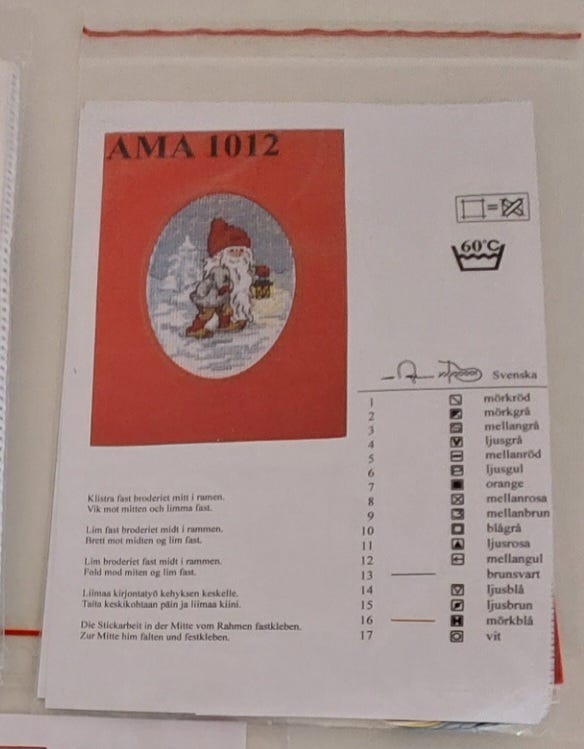 AMA 1012
60°C
Svenska
1 mörkröd
2 mörkgrå
3 mellangrå
4 ljusgrå
5 mellanröd
6 ljusgul
7 orange
8 mellanrosa
9 mellanbrun
10 blågrå
11 ljusrosa
12 mellangul
13 brunsvart
14 ljusblå
15 ljusbrun
16 mörkblå
17 vit
Klistra fast broderiet mitt i ramen.
Vik mot mitten och limma fast.
Lim fast broderiet midt i rammen.
Brett mot midten og lim fast.
Lim broderiet fast midt i rammen.
Fold mod miten og lim fast.
Liimaa kirjontatyö kehyksen keskelle.
Taita keskikohtaan päin ja liimaa kiini.
Die Stickarbeit in der Mitte vom Rahmen fastkleben.
Zur Mitte him falten und festkleben.